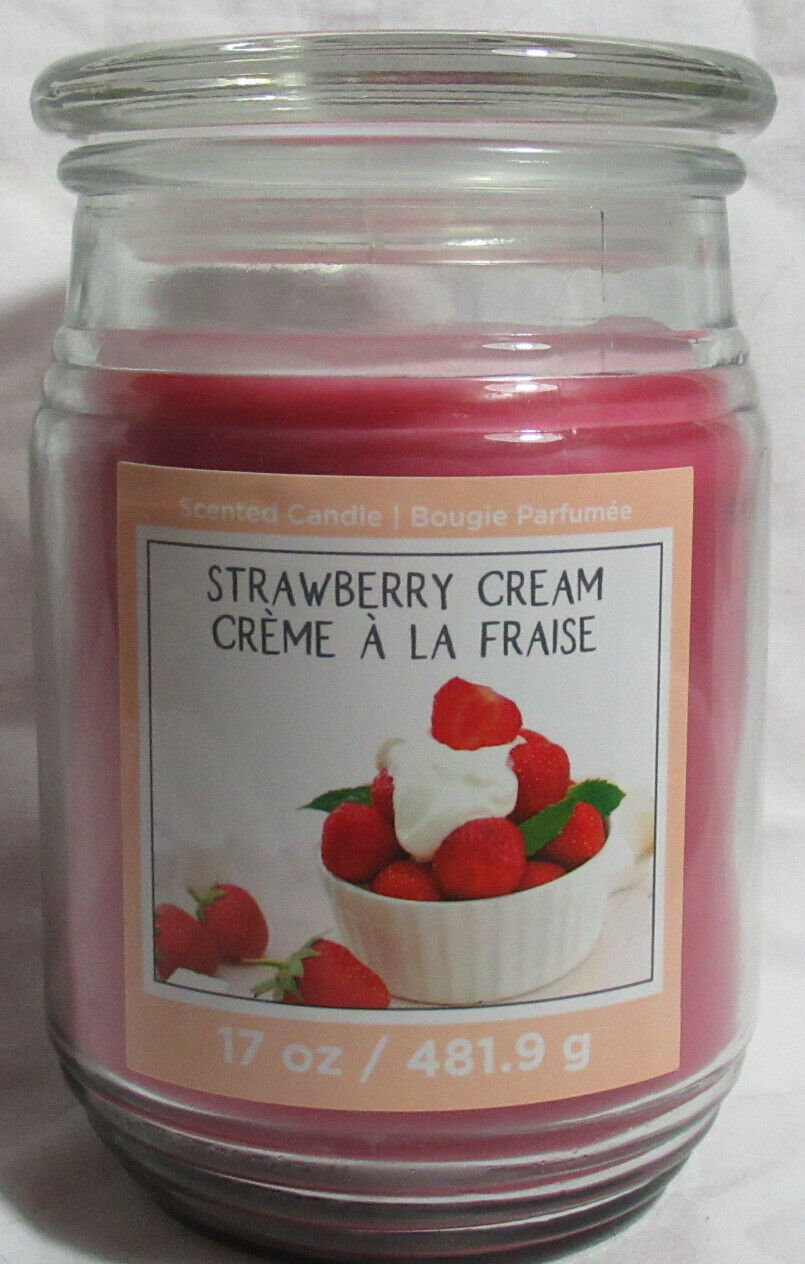 Scented Candle | Bougie Parfumée
STRAWBERRY CREAM
CRÈME À LA FRAISE
17 oz / 481.9 g